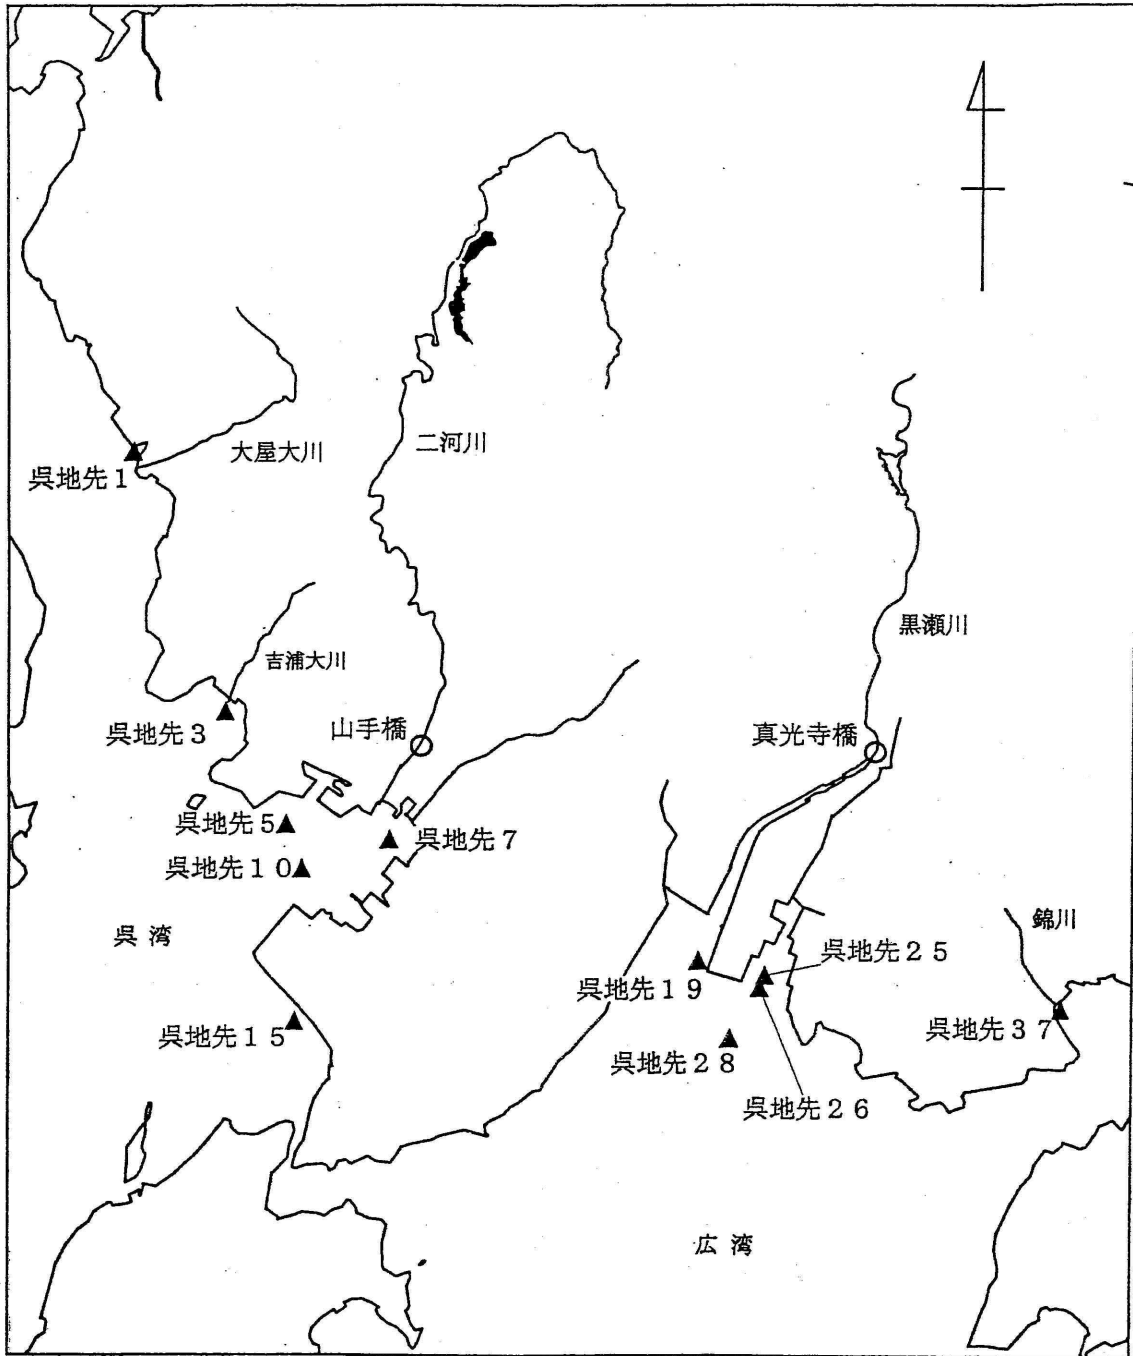 大屋大川
二河川
呉地先１
黒瀬川
吉浦大川
呉地先３
山手橋
真光寺橋
呉地先５
呉地先７
呉地先１０
呉湾
錦川
呉地先２５
呉地先１９
呉地先１５
呉地先３７
呉地先２８
呉地先２６
広湾